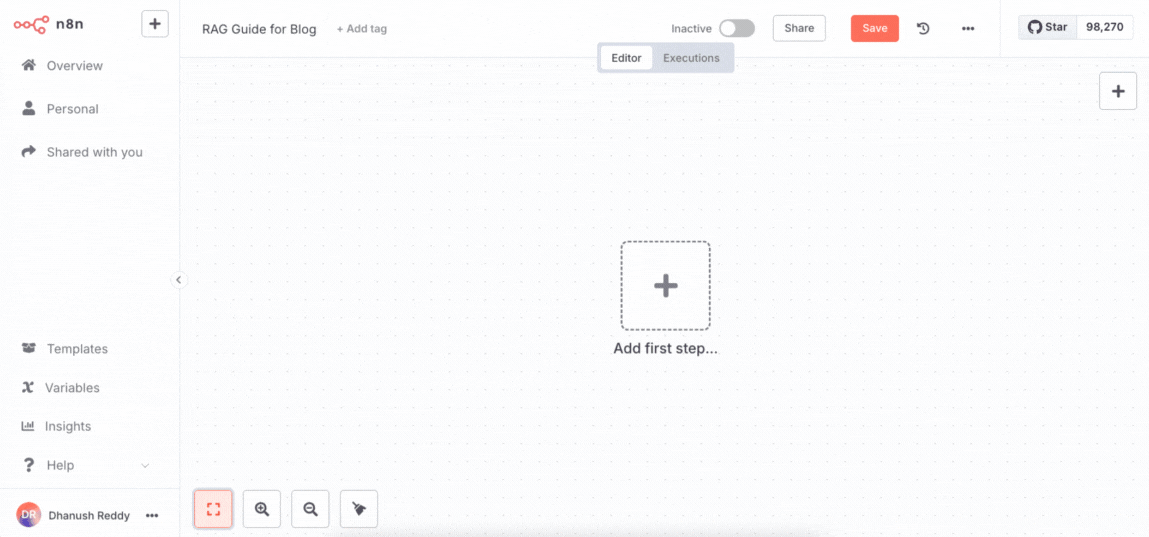 n8n
RAG Guide for Blog
+ Add tag
Inactive
Share
Save
Star
98,270
Editor
Executions
Overview
Personal
Shared with you
Add first step...
Templates
Variables
Insights
Help
DR
Dhanush Reddy